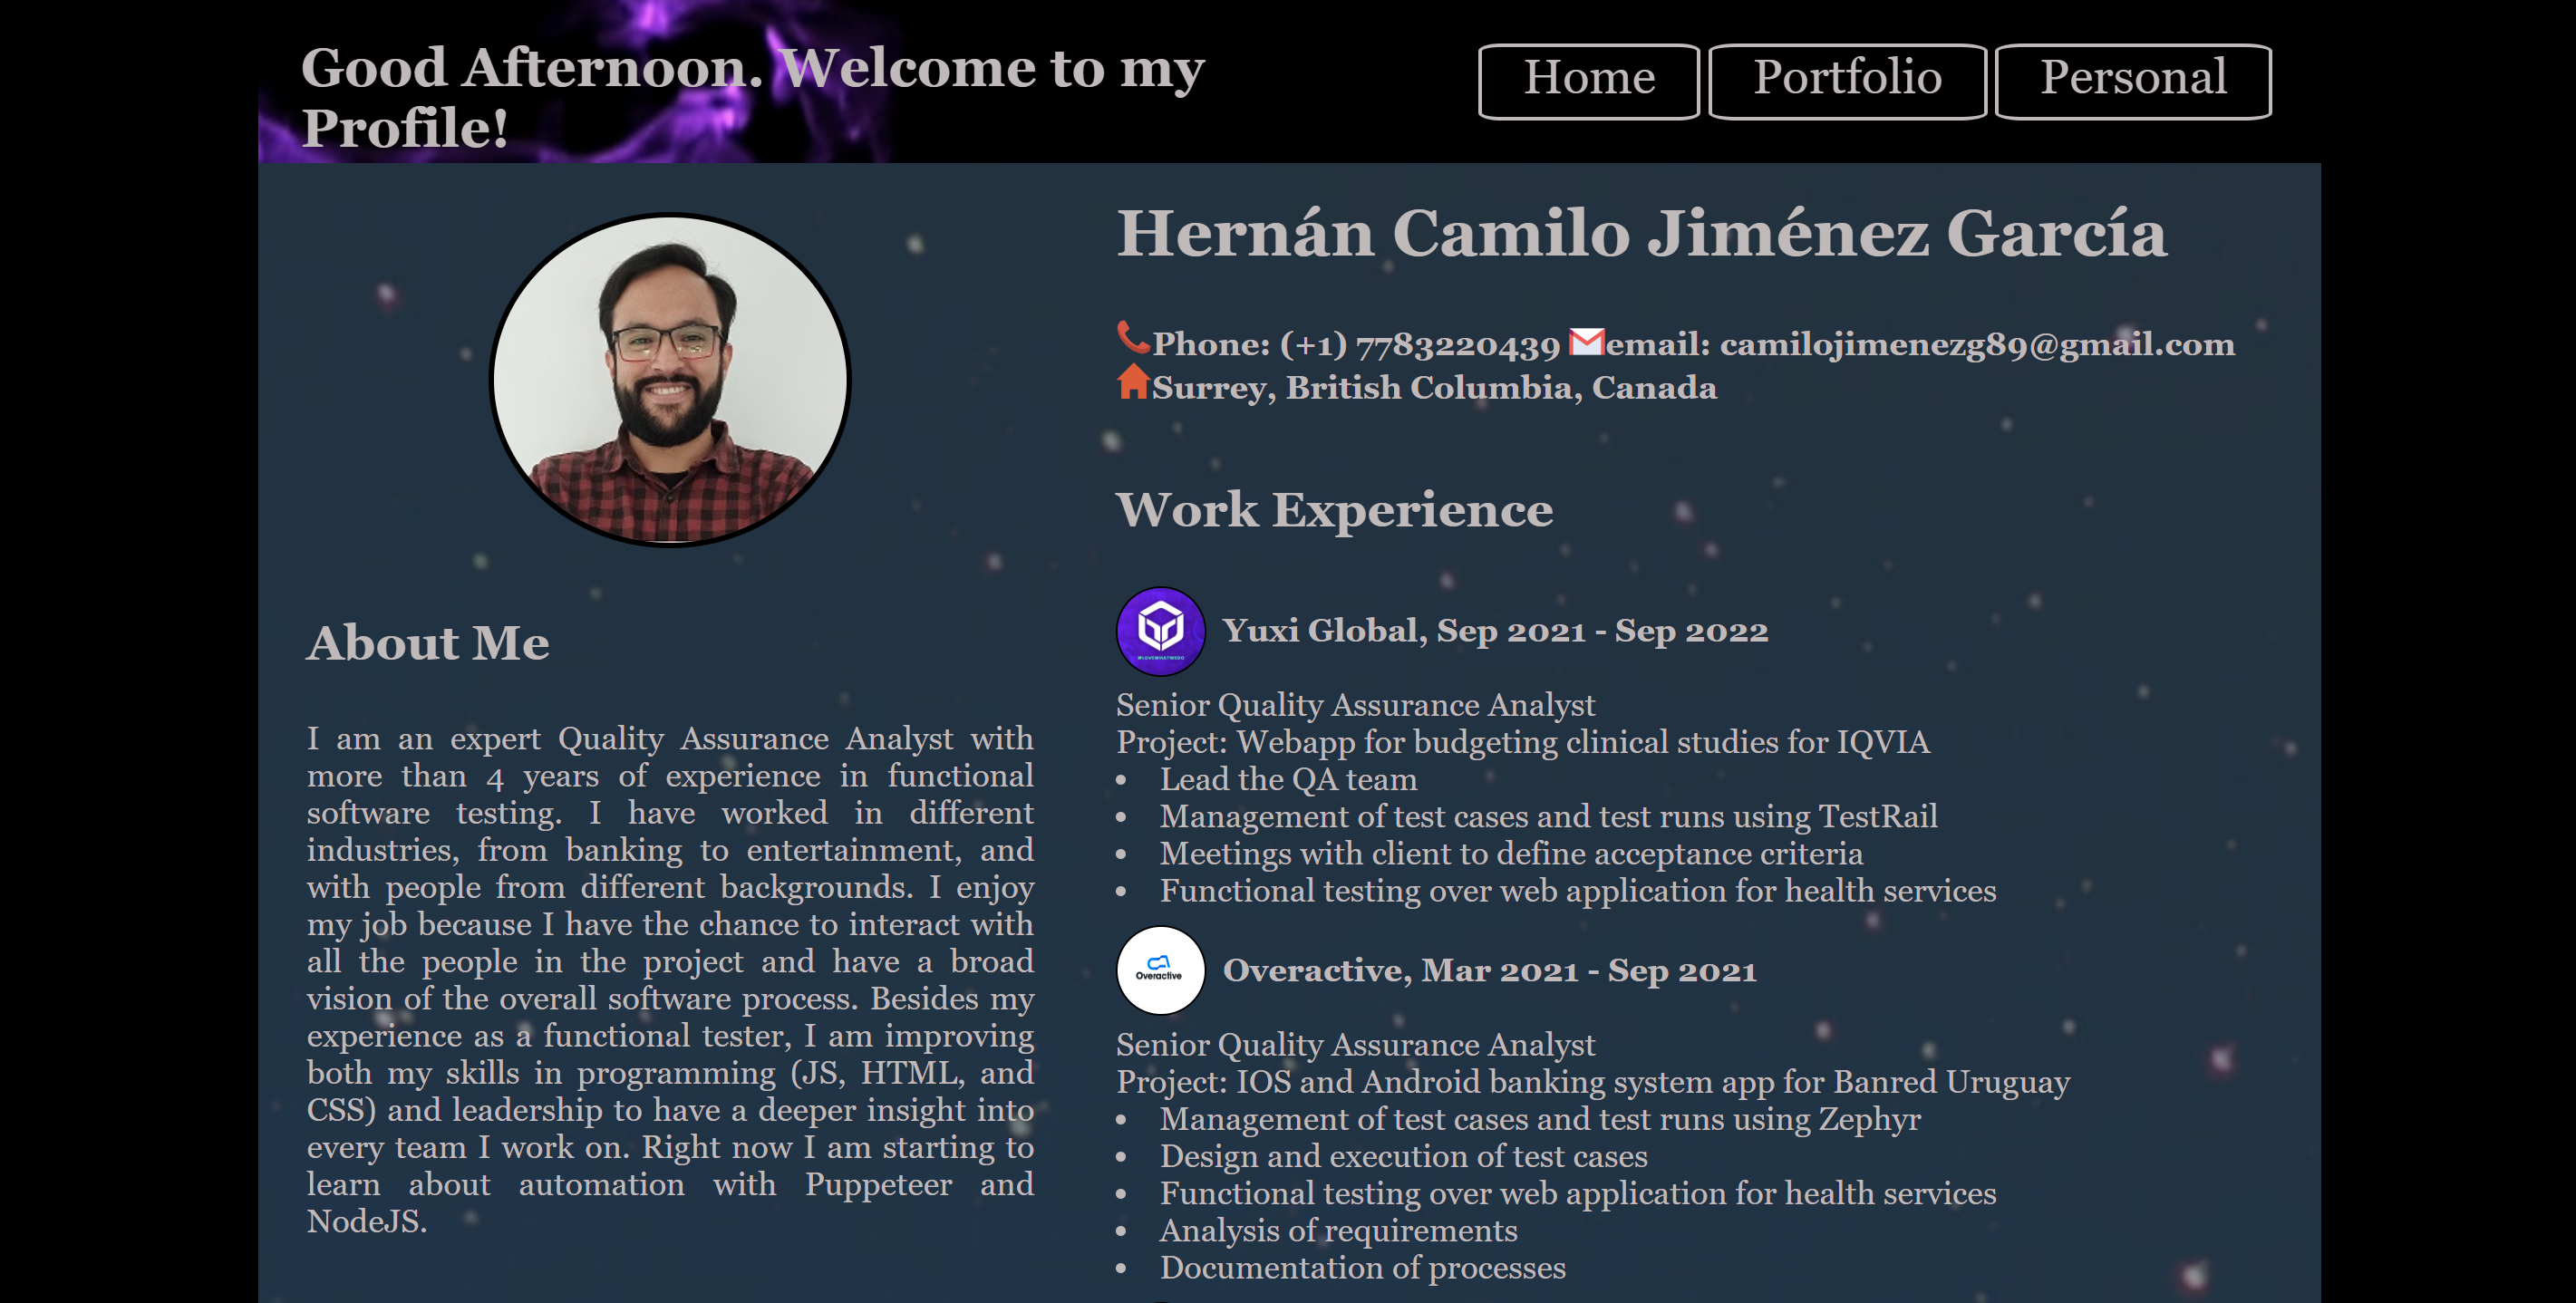 Good Afternoon. Welcome to my
Profile!
Home
Portfolio
Personal
Hernán Camilo Jiménez García
Phone: (+1) 7783220439 email: camilojimenezg89@gmail.com
Surrey, British Columbia, Canada
About Me
I am an expert Quality Assurance Analyst with
more than 4 years of experience in functional
software testing. I have worked in different
industries, from banking to entertainment, and
with people from different backgrounds. I enjoy
my job because I have the chance to interact with
all the people in the project and have a broad
vision of the overall software process. Besides my
experience as a functional tester, I am improving
both my skills in programming (JS, HTML, and
CSS) and leadership to have a deeper insight into
every team I work on. Right now I am starting to
learn about automation with Puppeteer and
NodeJS.
Work Experience
#LOVEWHATWEDO
Yuxi Global, Sep 2021 - Sep 2022
Senior Quality Assurance Analyst
Project: Webapp for budgeting clinical studies for IQVIA
• Lead the QA team
• Management of test cases and test runs using TestRail
• Meetings with client to define acceptance criteria
• Functional testing over web application for health services
Overactive
Overactive, Mar 2021 - Sep 2021
Senior Quality Assurance Analyst
Project: IOS and Android banking system app for Banred Uruguay
• Management of test cases and test runs using Zephyr
• Design and execution of test cases
• Functional testing over web application for health services
• Analysis of requirements
• Documentation of processes